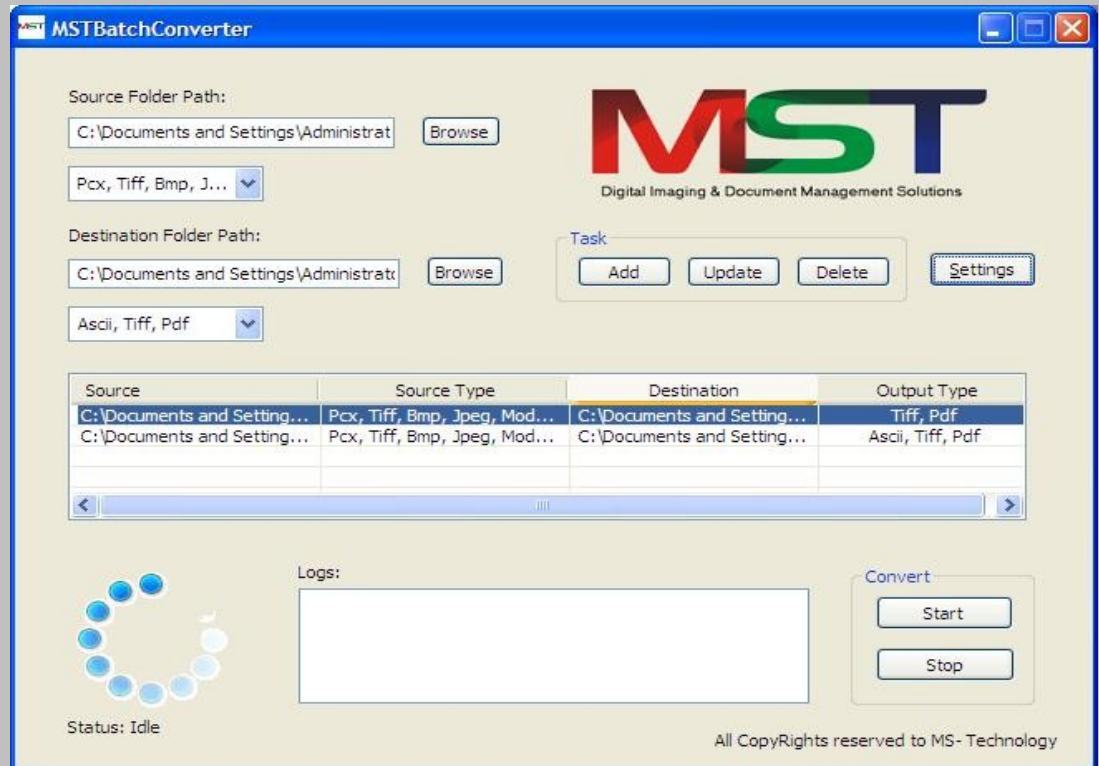 MST MSTBatchConverter
Source Folder Path:
C:\Documents and Settings\Administrat
Browse
Pcx, Tiff, Bmp, J...
MST
Digital Imaging & Document Management Solutions
Destination Folder Path:
C:\Documents and Settings\Administrato
Browse
Ascii, Tiff, Pdf
Task
Add Update Delete
Settings
Source Source Type Destination Output Type
C:\Documents and Setting... Pcx, Tiff, Bmp, Jpeg, Mod... C:\Documents and Setting... Tiff, Pdf
C:\Documents and Setting... Pcx, Tiff, Bmp, Jpeg, Mod... C:\Documents and Setting... Ascii, Tiff, Pdf
Logs:
Status: Idle
Convert
Start
Stop
All CopyRights reserved to MS- Technology